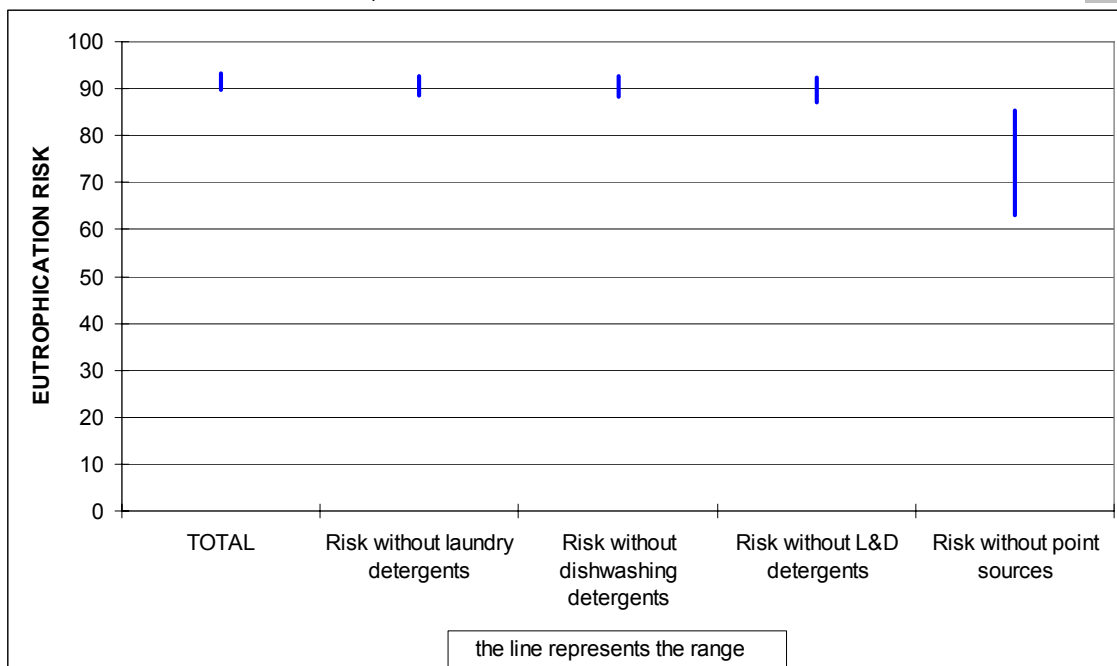 100
90
80
70
60
50
40
30
20
10
0
EUTROPHICATION RISK
TOTAL
Risk without laundry
detergents
Risk without
dishwashing
detergents
Risk without L&D
detergents
Risk without point
sources
the line represents the range